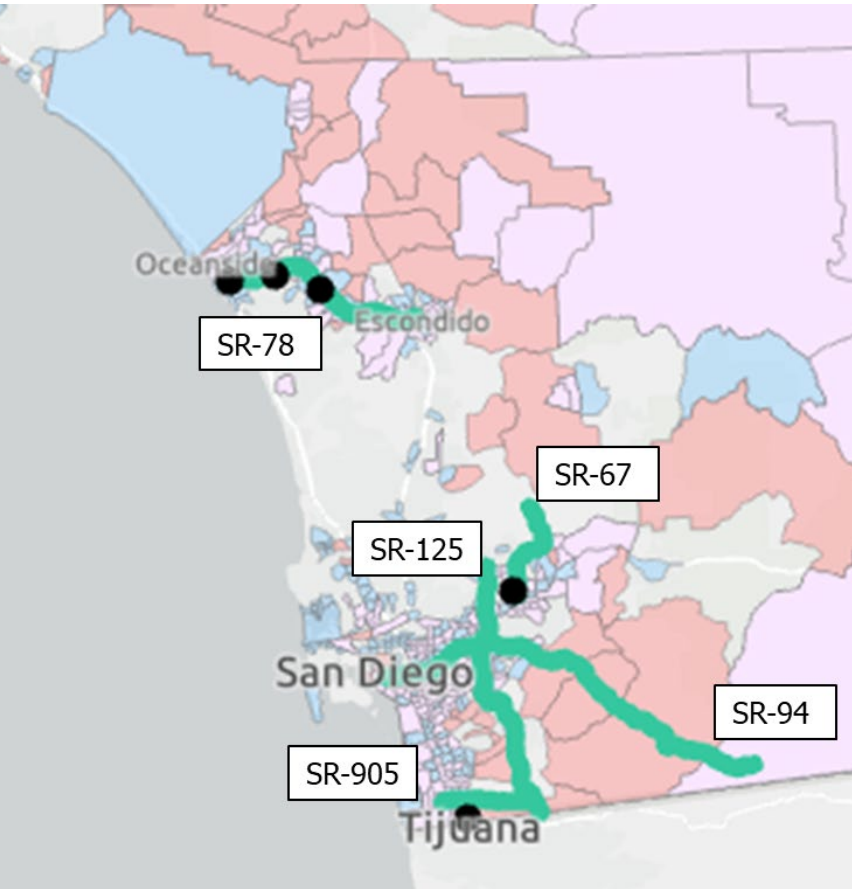 Oceanside
SR-78
Escondido
SR-67
SR-125
San Diego
SR-94
SR-905
Tijuana